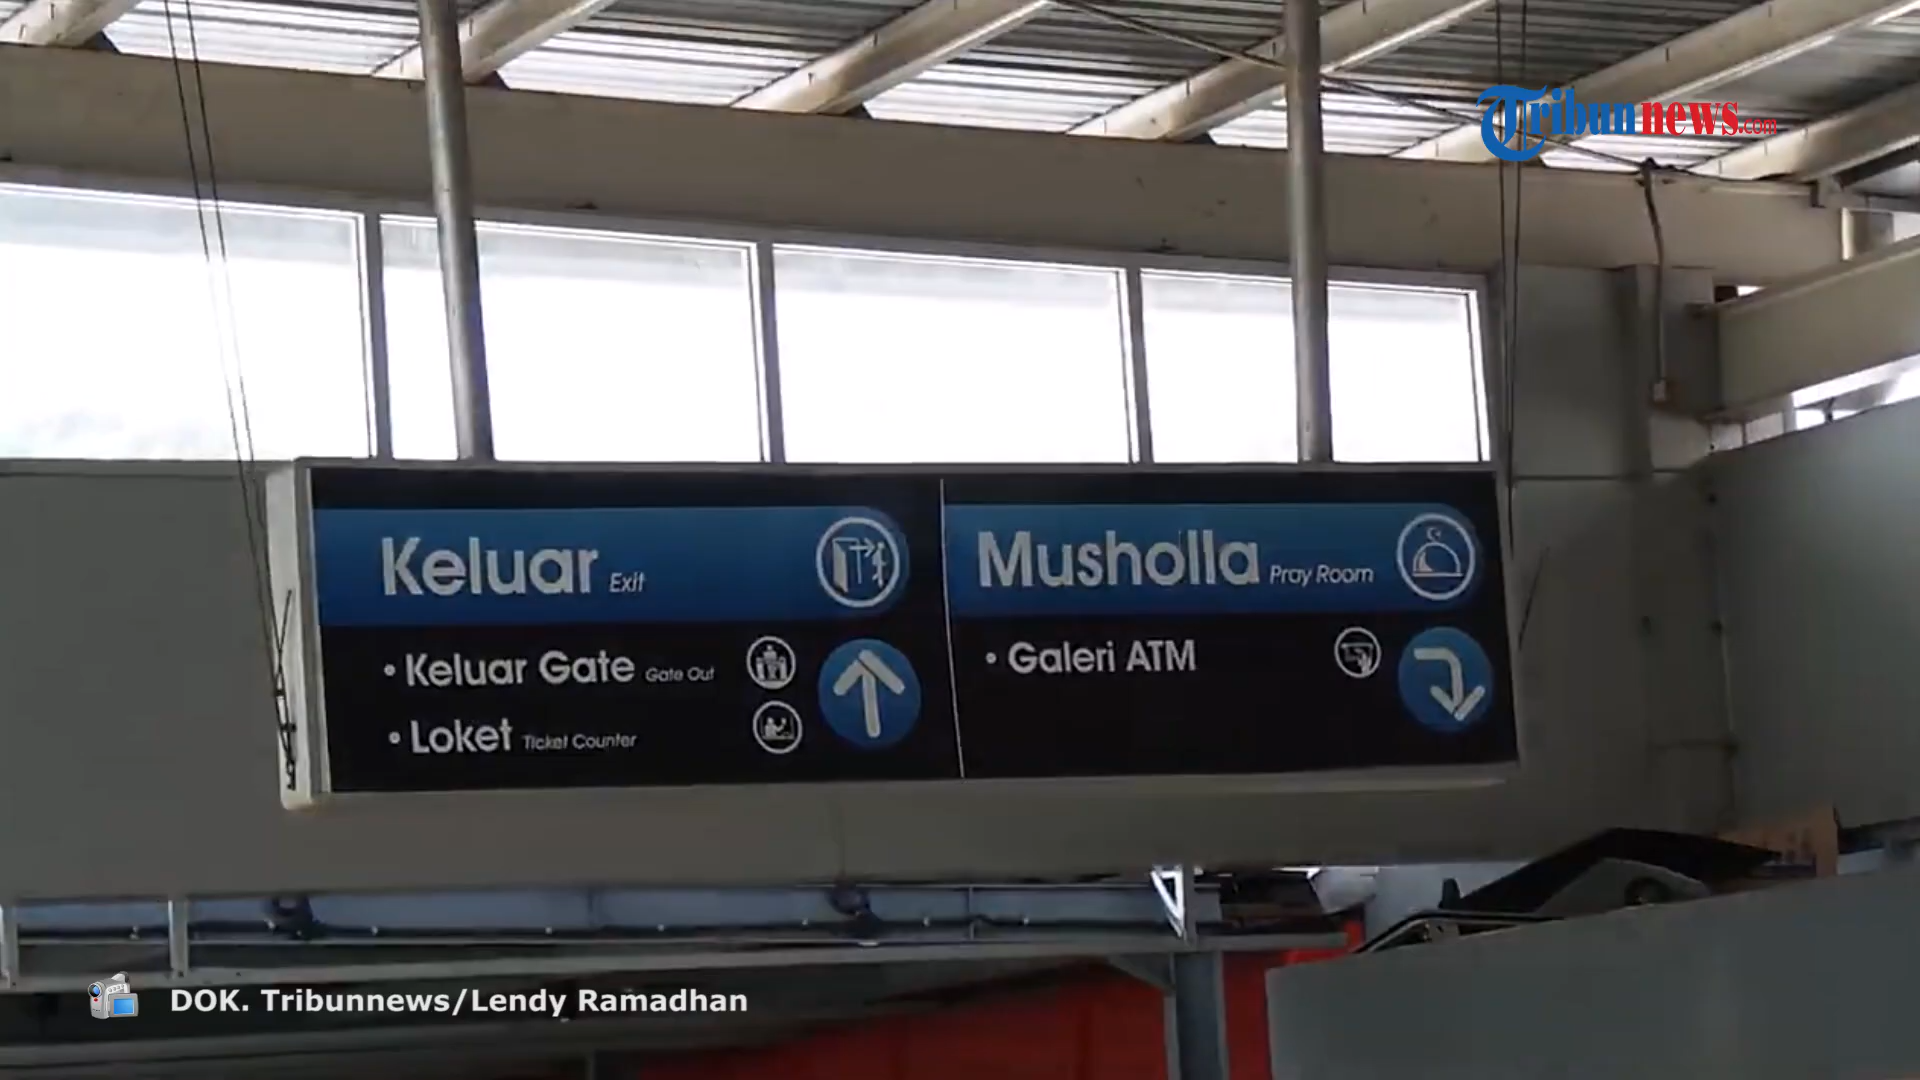 Tribunnews.com
Keluar Exit
• Keluar Gate Gate Out
• Loket Ticket Counter
Musholla Pray Room
• Galeri ATM
DOK. Tribunnews/Lendy Ramadhan